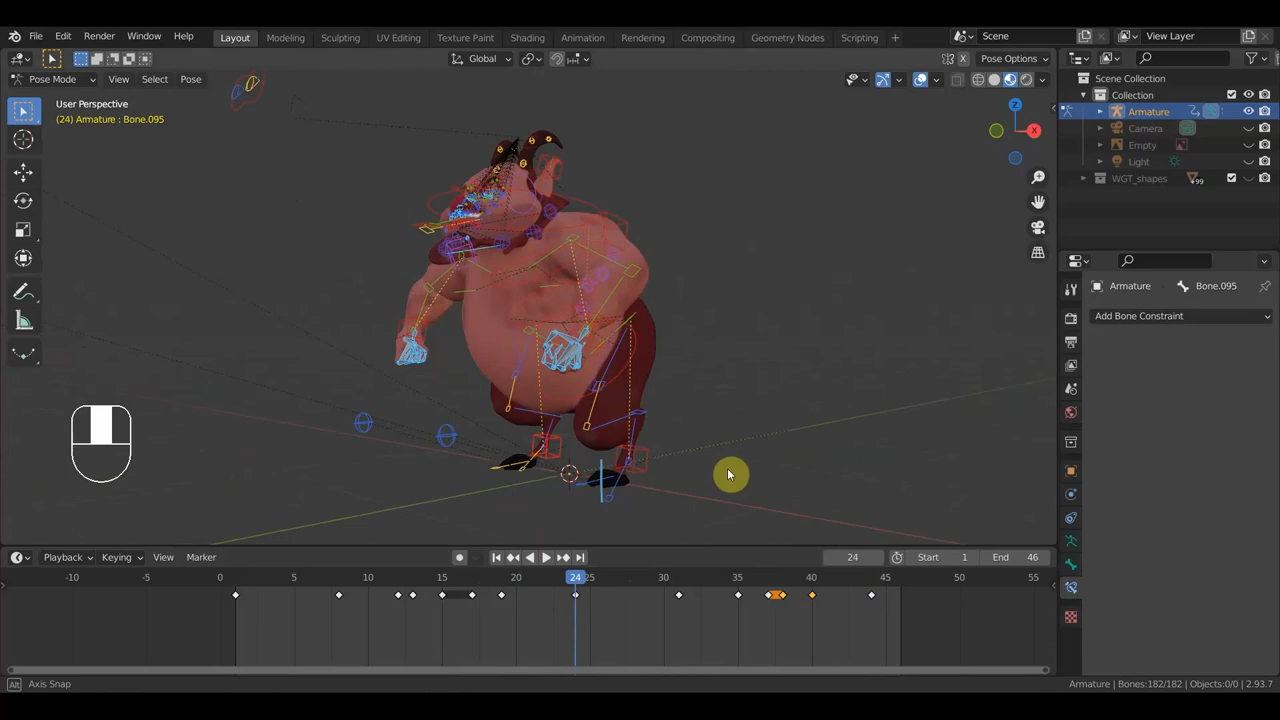 File Edit Render Window Help Layout Modeling Sculpting UV Editing Texture Paint Shading Animation Rendering Compositing Geometry Nodes Scripting + Scene View Layer
Global X Pose Options
Pose Mode View Select Pose
User Perspective
(24) Armature : Bone.095
Z
X
Scene Collection
Collection
Armature
Camera
Empty
Light
WGT_shapes 99
Armature Bone.095
Add Bone Constraint
Playback Keying View Marker 24 Start 1 End 46
-10 -5 0 5 10 15 20 24 25 30 35 40 45 50 55
Alt Axis Snap Armature | Bones:182/182 | Objects:0/0 | 2.93.7